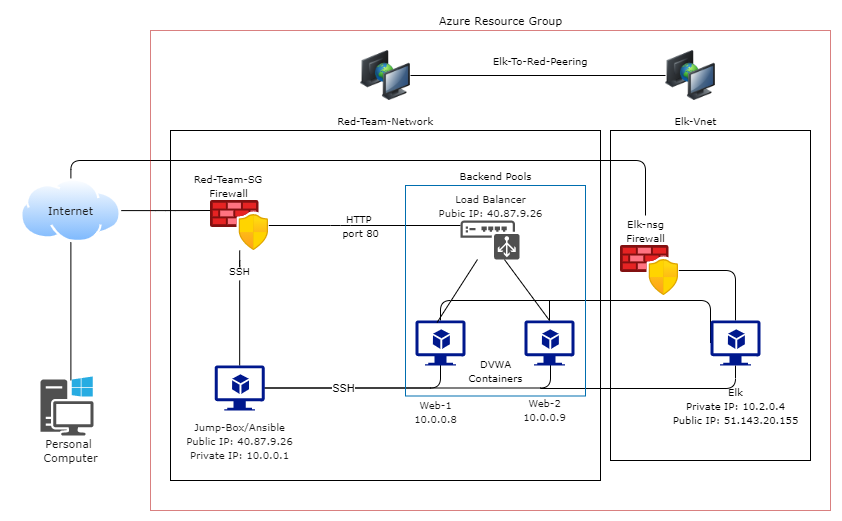 Azure Resource Group
Elk-To-Red-Peering
Red-Team-Network
Elk-Vnet
Backend Pools
Red-Team-SG
Firewall
Load Balancer
Pubic IP: 40.87.9.26
Internet
HTTP
port 80
Elk-nsg
Firewall
SSH
DVWA
Containers
SSH
Elk
Private IP: 10.2.0.4
Public IP: 51.143.20.155
Web-1
10.0.0.8
Web-2
10.0.0.9
Jump-Box/Ansible
Public IP: 40.87.9.26
Private IP: 10.0.0.1
Personal
Computer